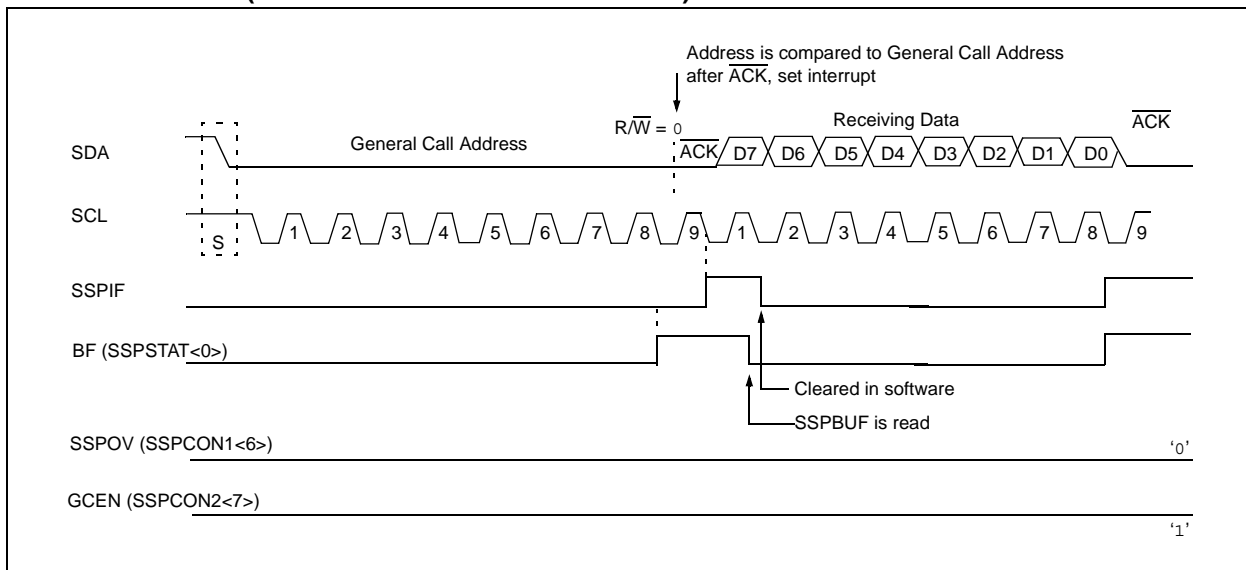 Address is compared to General Call Address
after ACK, set interrupt
R/W = 0
Receiving Data
ACK
General Call Address
SDA
ACK D7 D6 D5 D4 D3 D2 D1 D0
SCL
S
1 2 3 4 5 6 7 8 9 1 2 3 4 5 6 7 8 9
SSPIF
BF (SSPSTAT<0>)
Cleared in software
SSPBUF is read
SSPOV (SSPCON1<6>)
‘0’
GCEN (SSPCON2<7>)
‘1’